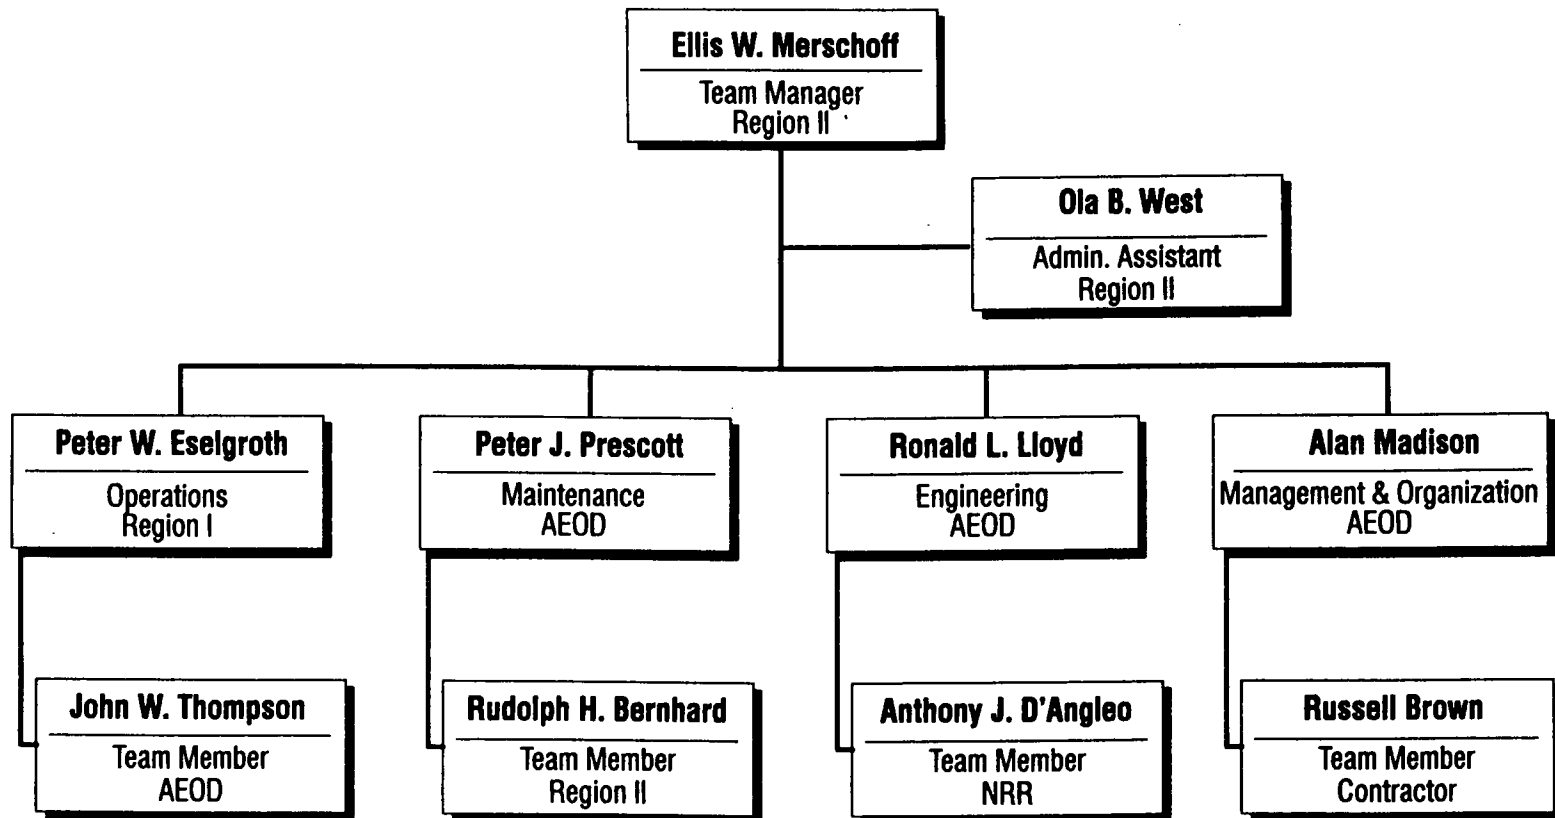 Ellis W. Merschoff
Team Manager
Region II
Ola B. West
Admin. Assistant
Region II
Peter W. Eselgroth
Operations
Region I
Peter J. Prescott
Maintenance
AEOD
Ronald L. Lloyd
Engineering
AEOD
Alan Madison
Management & Organization
AEOD
John W. Thompson
Team Member
AEOD
Rudolph H. Bernhard
Team Member
Region II
Anthony J. D'Angleo
Team Member
NRR
Russell Brown
Team Member
Contractor